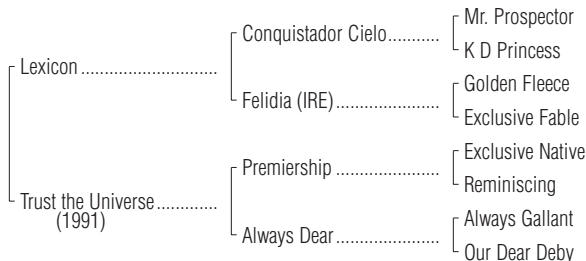 Mr. Prospector
Conquistador Cielo..........
K D Princess
Lexicon .............................
Golden Fleece
Felidia (IRE)......................
Exclusive Fable
Exclusive Native
Premiership ......................
Reminiscing
Trust the Universe.............
(1991)
Always Gallant
Always Dear......................
Our Dear Deby